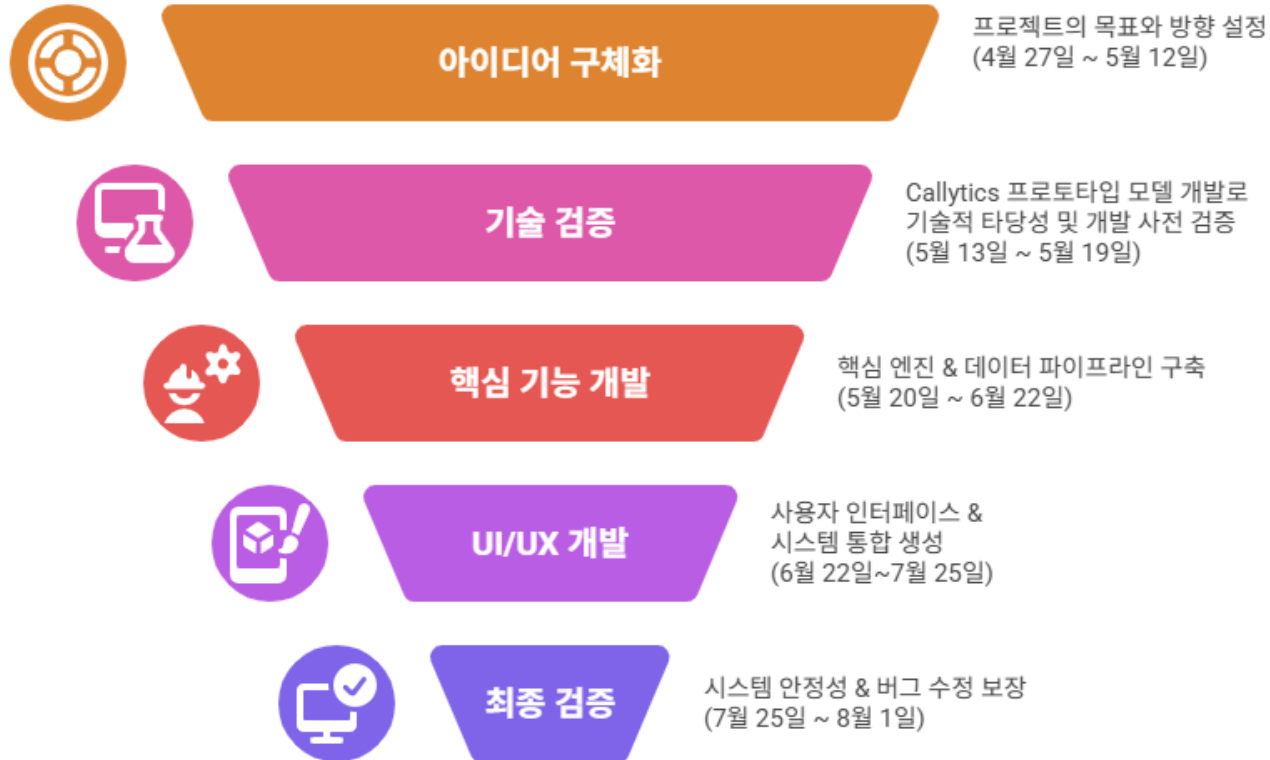 아이디어 구체화
프로젝트의 목표와 방향 설정
(4월 27일 ~ 5월 12일)
기술 검증
Callytics 프로토타입 모델 개발로
기술적 타당성 및 개발 사전 검증
(5월 13일 ~ 5월 19일)
핵심 기능 개발
핵심 엔진 & 데이터 파이프라인 구축
(5월 20일 ~ 6월 22일)
UI/UX 개발
사용자 인터페이스 &
시스템 통합 생성
(6월 22일~7월 25일)
최종 검증
시스템 안정성 & 버그 수정 보장
(7월 25일 ~ 8월 1일)